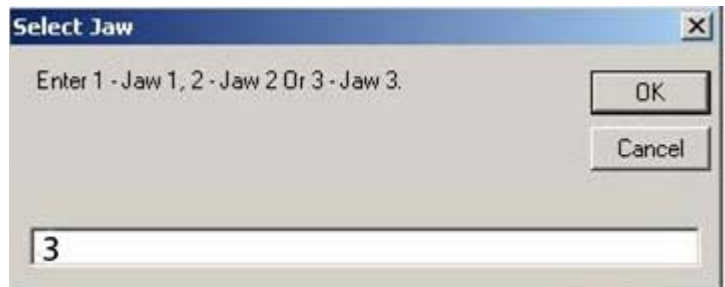 Select Jaw
Enter 1 - Jaw 1, 2 - Jaw 2 Or 3 - Jaw 3.
OK
Cancel
3